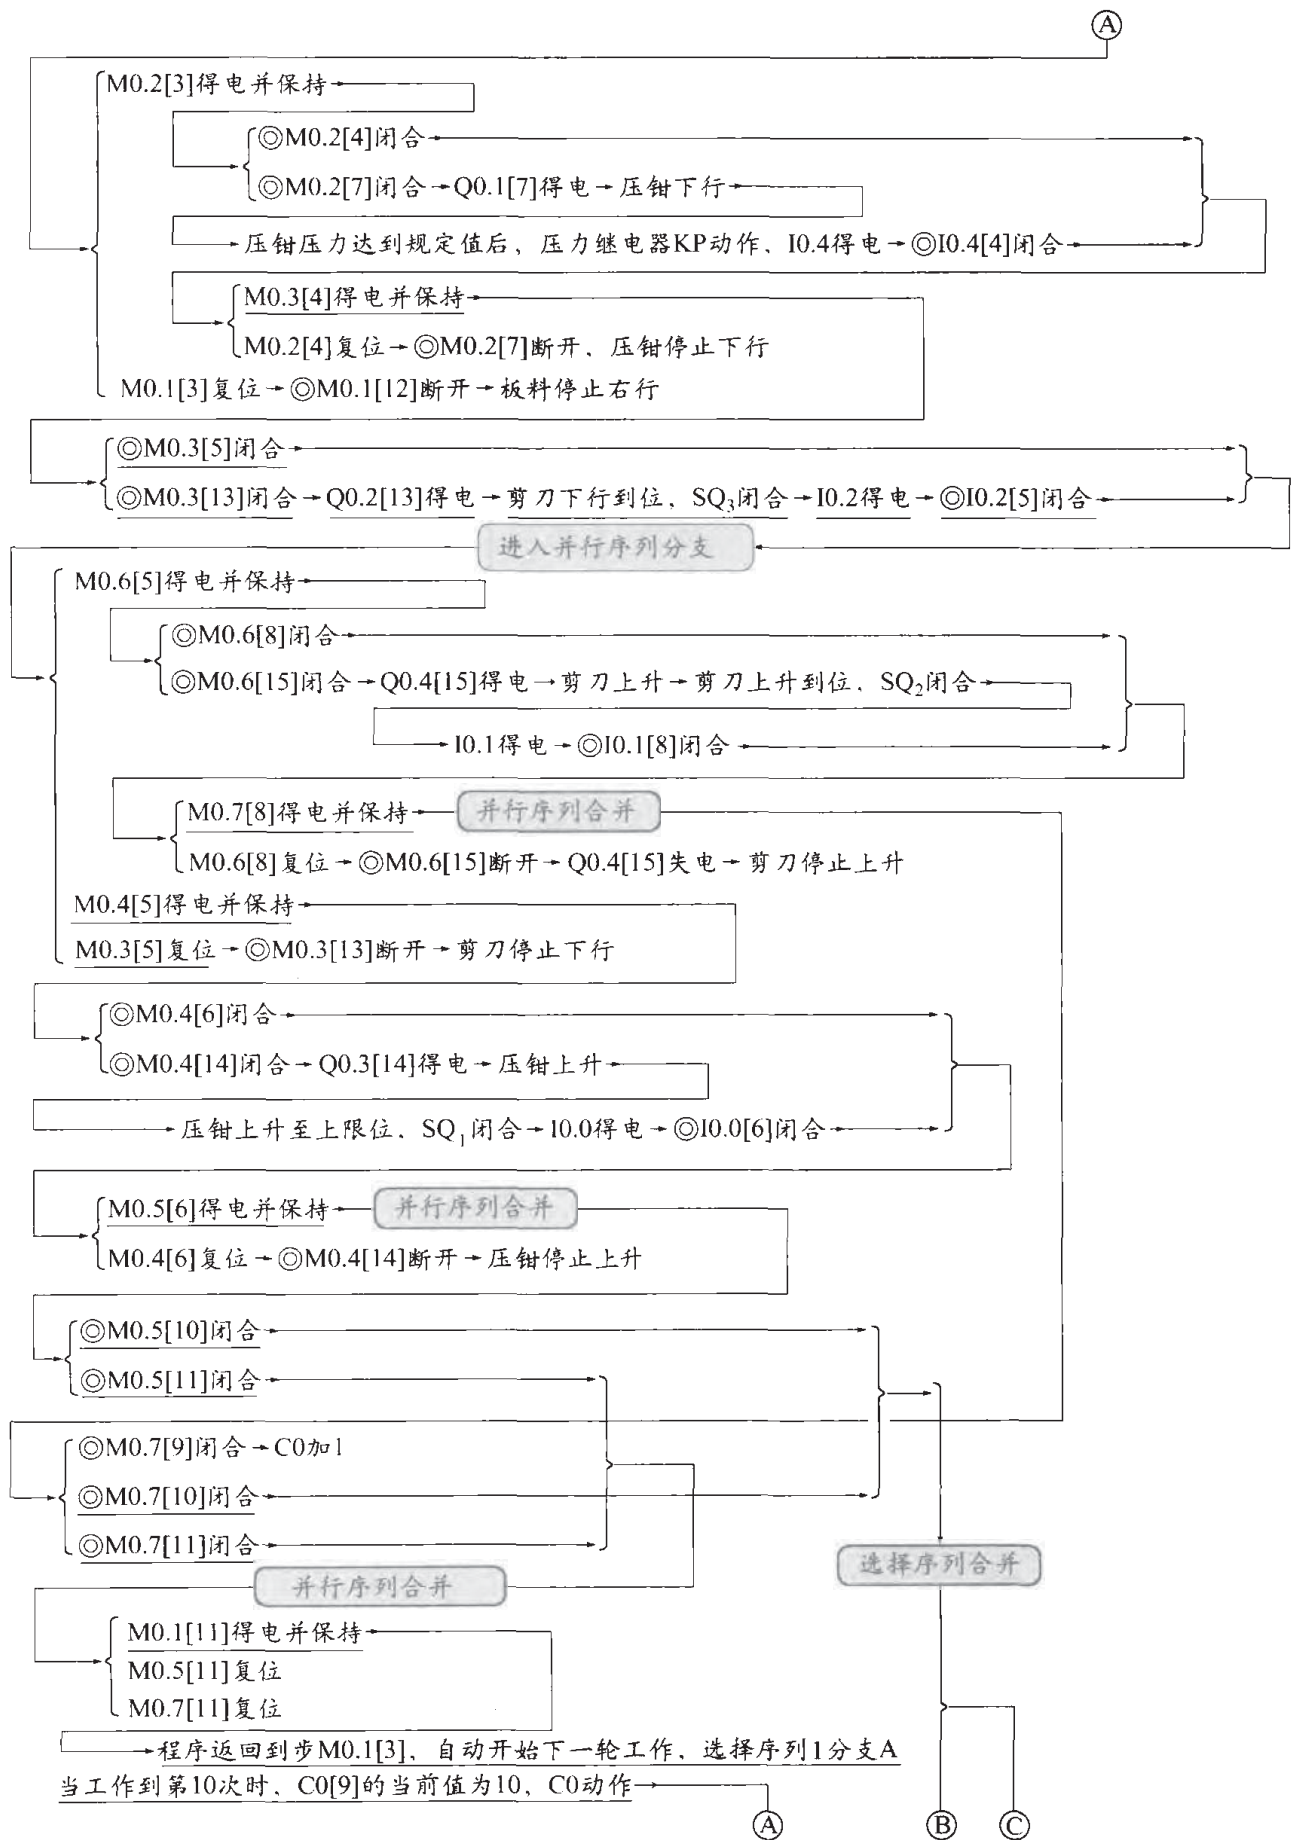 Ⓐ
M0.2[3]得电并保持→
◎M0.2[4]闭合→
◎M0.2[7]闭合→Q0.1[7]得电→压钳下行→
→压钳压力达到规定值后、压力继电器KP动作、I0.4得电→◎I0.4[4]闭合→
M0.3[4]得电并保持→
M0.2[4]复位→◎M0.2[7]断开、压钳停止下行
M0.1[3]复位→◎M0.1[12]断开→板料停止右行
◎M0.3[5]闭合→
◎M0.3[13]闭合→Q0.2[13]得电→剪刀下行到位、SQ₃闭合→I0.2得电→◎I0.2[5]闭合→
进入并行序列分支
M0.6[5]得电并保持→
◎M0.6[8]闭合→
◎M0.6[15]闭合→Q0.4[15]得电→剪刀上升→剪刀上升到位、SQ₂闭合→
→I0.1得电→◎I0.1[8]闭合→
M0.7[8]得电并保持→并行序列合并
M0.6[8]复位→◎M0.6[15]断开→Q0.4[15]失电→剪刀停止上升
M0.4[5]得电并保持→
M0.3[5]复位→◎M0.3[13]断开→剪刀停止下行
◎M0.4[6]闭合→
◎M0.4[14]闭合→Q0.3[14]得电→压钳上升→
→压钳上升至上限位、SQ₁闭合→I0.0得电→◎I0.0[6]闭合→
M0.5[6]得电并保持→并行序列合并
M0.4[6]复位→◎M0.4[14]断开→压钳停止上升
◎M0.5[10]闭合→
◎M0.5[11]闭合→
◎M0.7[9]闭合→C0加1
◎M0.7[10]闭合→
◎M0.7[11]闭合→
选择序列合并
并行序列合并
M0.1[11]得电并保持→
M0.5[11]复位
M0.7[11]复位
→程序返回到步M0.1[3]、自动开始下一轮工作、选择序列1分支A
当工作到第10次时、C0[9]的当前值为10、C0动作→
Ⓐ Ⓑ Ⓒ